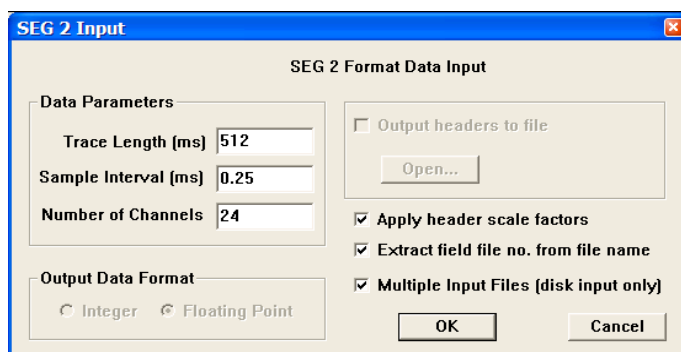 SEG 2 Input
SEG 2 Format Data Input
Data Parameters
Trace Length (ms) 512
Sample Interval (ms) 0.25
Number of Channels 24
Output Data Format
Integer Floating Point
Output headers to file
Open...
Apply header scale factors
Extract field file no. from file name
Multiple Input Files (disk input only)
OK Cancel